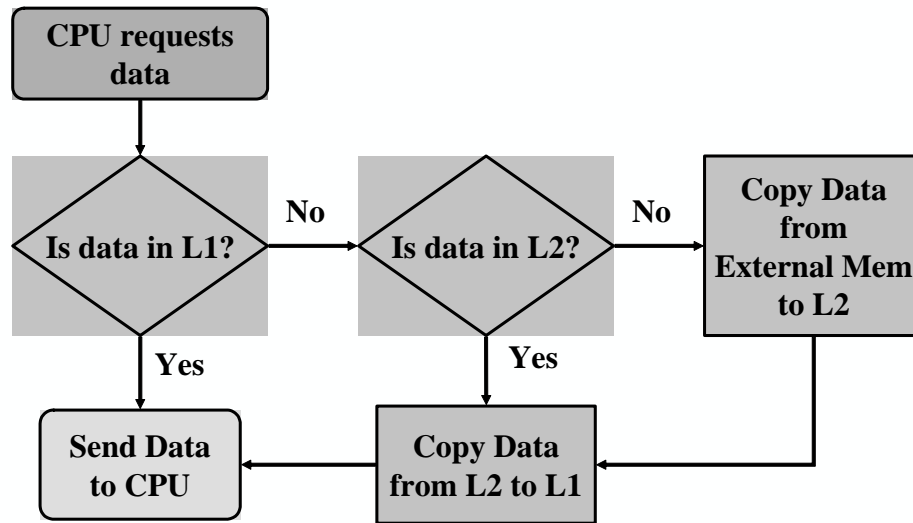 CPU requests
data
Is data in L1?
No
Is data in L2?
No
Copy Data
from
External Mem
to L2
Yes
Yes
Send Data
to CPU
Copy Data
from L2 to L1